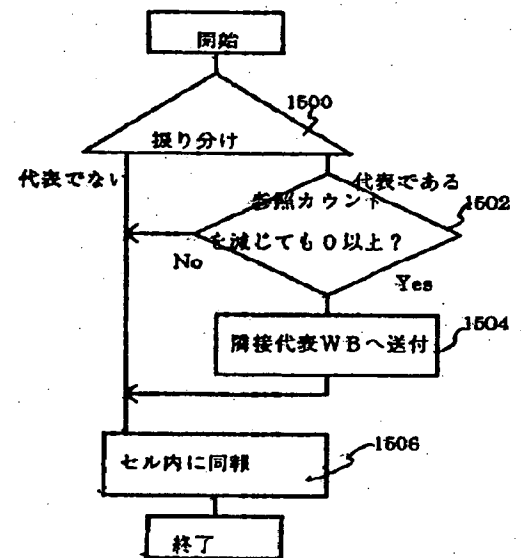 開始
1500
振り分け
代表でない
代表である
参照カウント
1502
を減じても0以上?
No
Yes
隣接代表WBへ送付
1504
セル内に同報
1506
終了